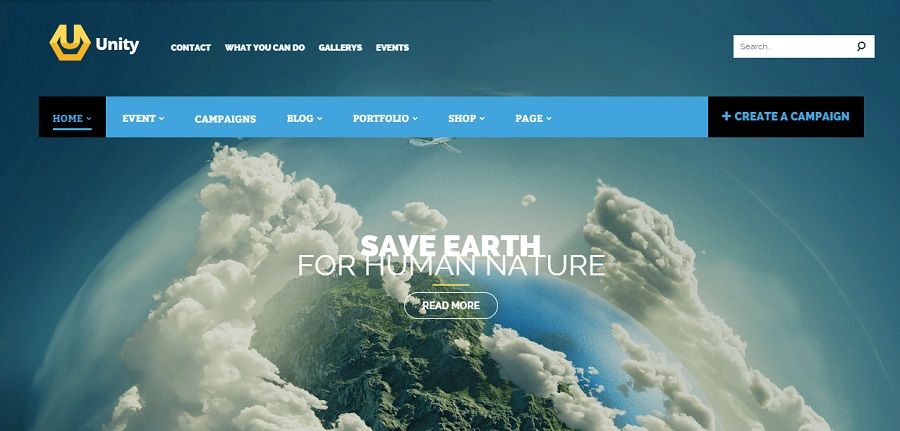 Unity
CONTACT WHAT YOU CAN DO GALLERYS EVENTS
Search...
HOME EVENT CAMPAIGNS BLOG PORTFOLIO SHOP PAGE
+ CREATE A CAMPAIGN
SAVE EARTH
FOR HUMAN NATURE
READ MORE